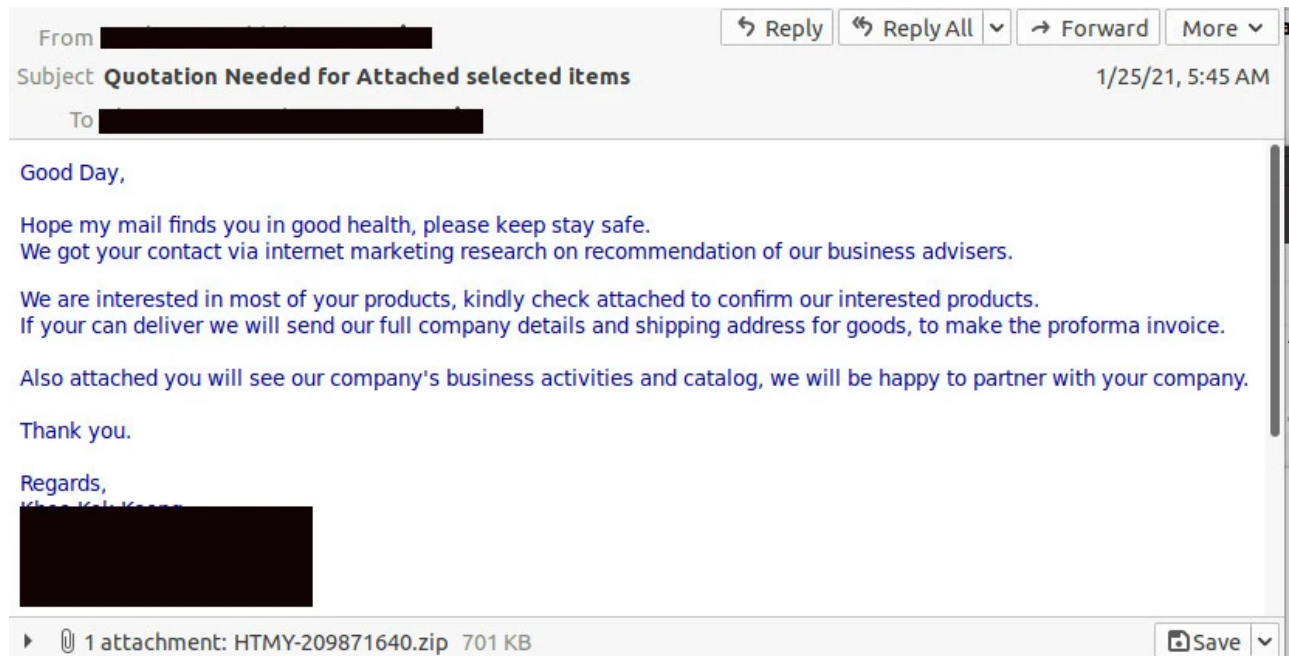 From
Reply
Reply All
Forward
More
Subject Quotation Needed for Attached selected items
1/25/21, 5:45 AM
To
Good Day,
Hope my mail finds you in good health, please keep stay safe.
We got your contact via internet marketing research on recommendation of our business advisers.
We are interested in most of your products, kindly check attached to confirm our interested products.
If your can deliver we will send our full company details and shipping address for goods, to make the proforma invoice.
Also attached you will see our company's business activities and catalog, we will be happy to partner with your company.
Thank you.
Regards,
1 attachment: HTMY-209871640.zip 701 KB
Save